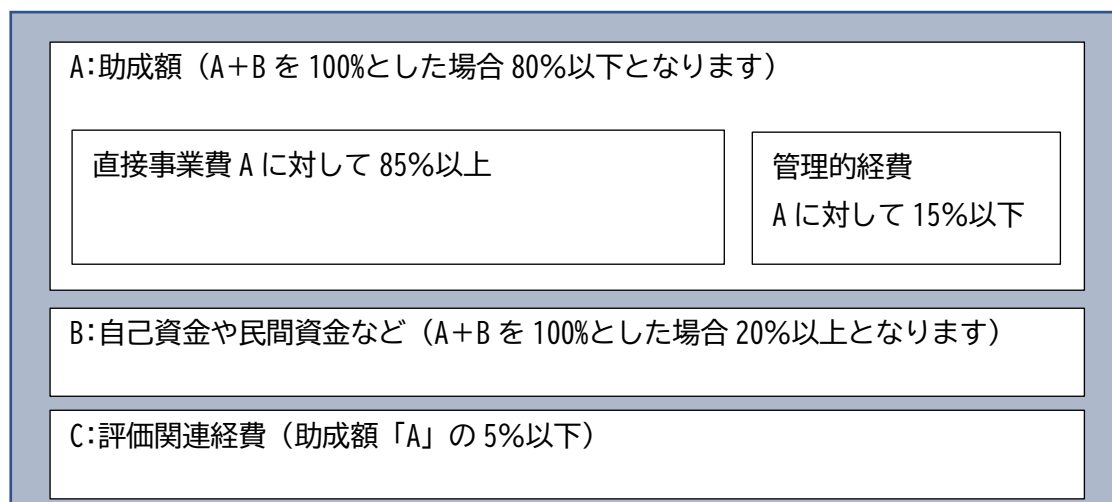 A:助成額（A＋B を 100%とした場合 80%以下となります）
直接事業費 A に対して 85%以上
管理的経費
A に対して 15%以下
B:自己資金や民間資金など（A＋B を 100%とした場合 20%以上となります）
C:評価関連経費（助成額「A」の 5%以下）